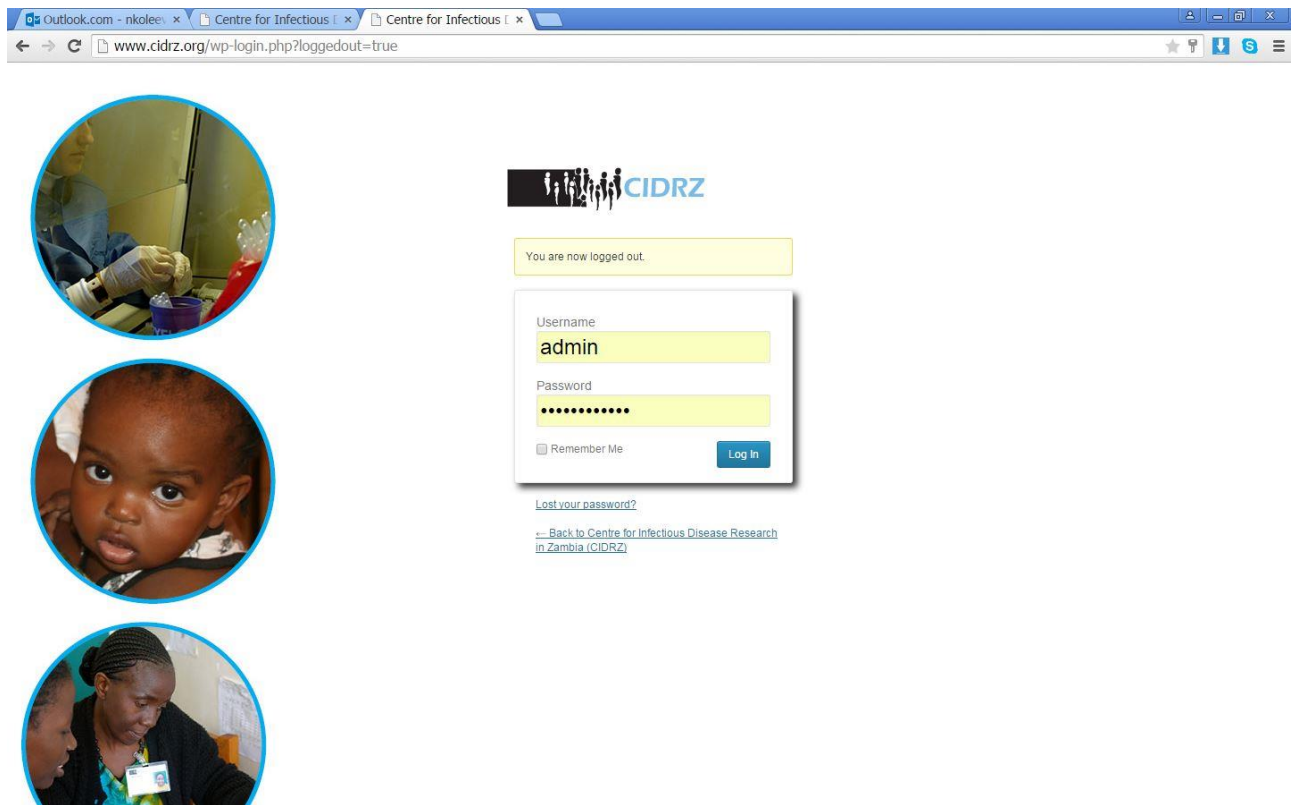 Outlook.com - nkoleev
Centre for Infectious D
Centre for Infectious D
www.cidrz.org/wp-login.php?loggedout=true
CIDRZ
You are now logged out.
Username
admin
Password
••••••••••••
Remember Me
Log In
Lost your password?
← Back to Centre for Infectious Disease Research
in Zambia (CIDRZ)